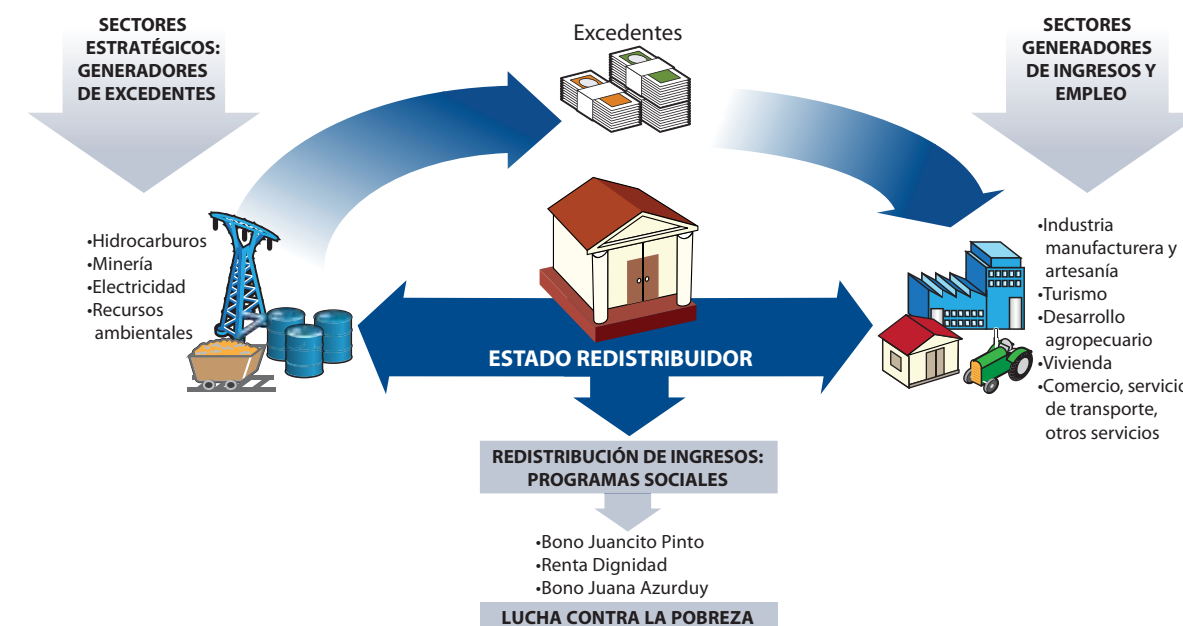 SECTORES
ESTRATÉGICOS:
GENERADORES
DE EXCEDENTES
•Hidrocarburos
•Minería
•Electricidad
•Recursos
ambientales
Excedentes
SECTORES
GENERADORES
DE INGRESOS Y
EMPLEO
•Industria
manufacturera y
artesanía
•Turismo
•Desarrollo
agropecuario
•Vivienda
•Comercio, servicio
de transporte,
otros servicios
ESTADO REDISTRIBUIDOR
REDISTRIBUCIÓN DE INGRESOS:
PROGRAMAS SOCIALES
•Bono Juancito Pinto
•Renta Dignidad
•Bono Juana Azurduy
LUCHA CONTRA LA POBREZA